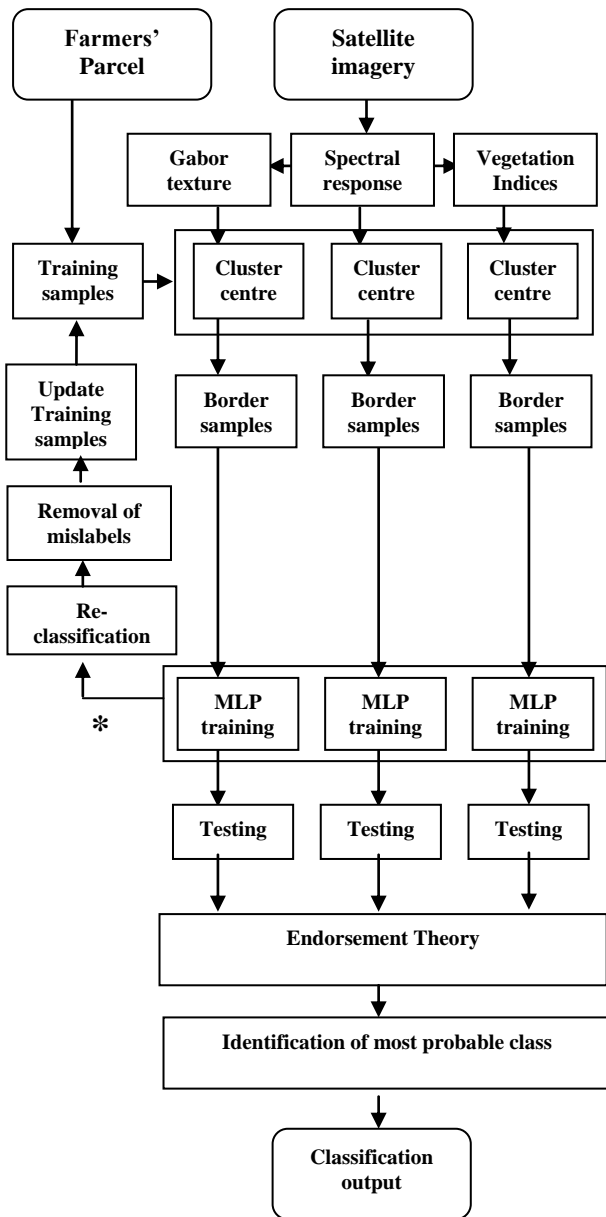 Farmers’
Parcel
Satellite
imagery
Gabor
texture
Spectral
response
Vegetation
Indices
Training
samples
Cluster
centre
Cluster
centre
Cluster
centre
Update
Training
samples
Border
samples
Border
samples
Border
samples
Removal of
mislabels
Re-
classification
*
MLP
training
MLP
training
MLP
training
Testing
Testing
Testing
Endorsement Theory
Identification of most probable class
Classification
output